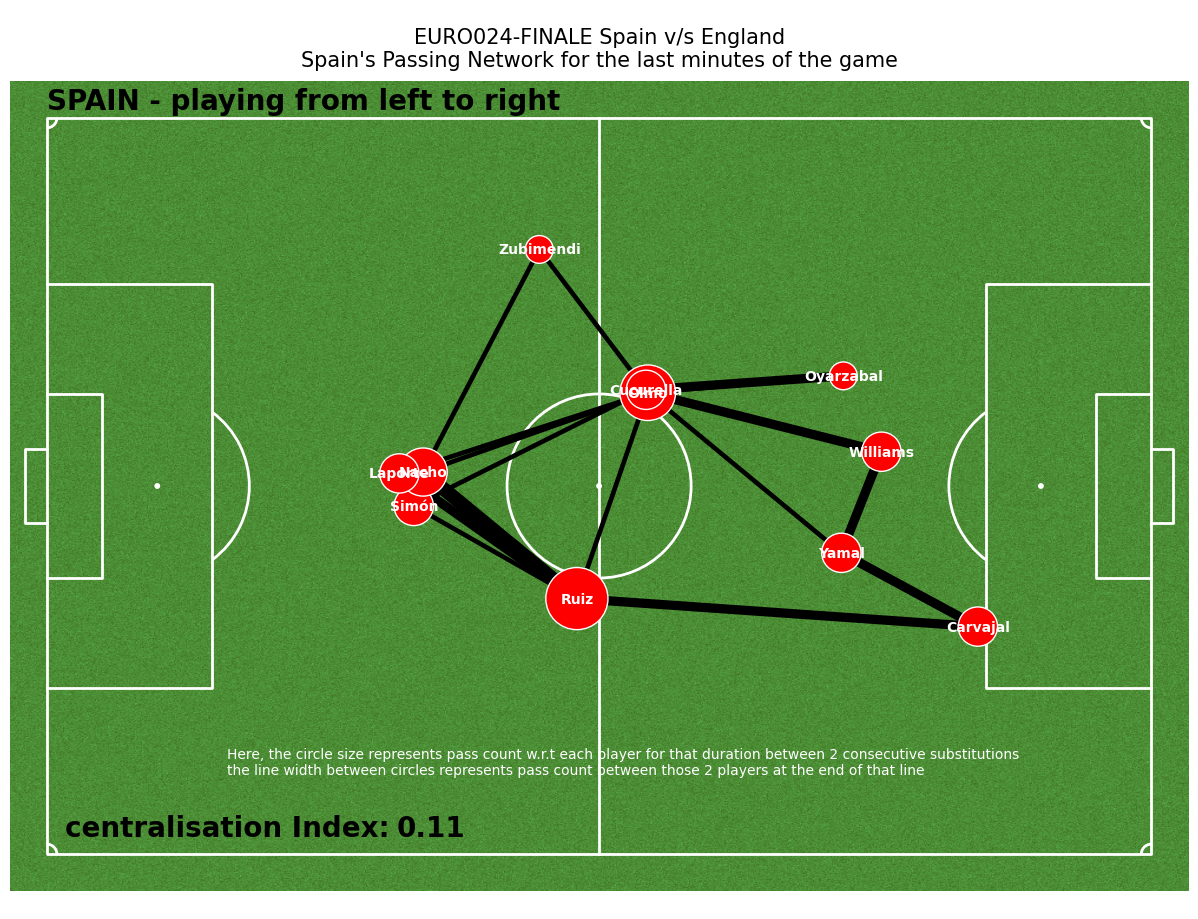 EURO024-FINALE Spain v/s England
Spain's Passing Network for the last minutes of the game
SPAIN - playing from left to right
Zubimendi
Oyarzabal
Cucurella
Olmo
Williams
Laporte
Nacho
Simón
Yamal
Ruiz
Carvajal
Here, the circle size represents pass count w.r.t each player for that duration between 2 consecutive substitutions
the line width between circles represents pass count between those 2 players at the end of that line
centralisation Index: 0.11